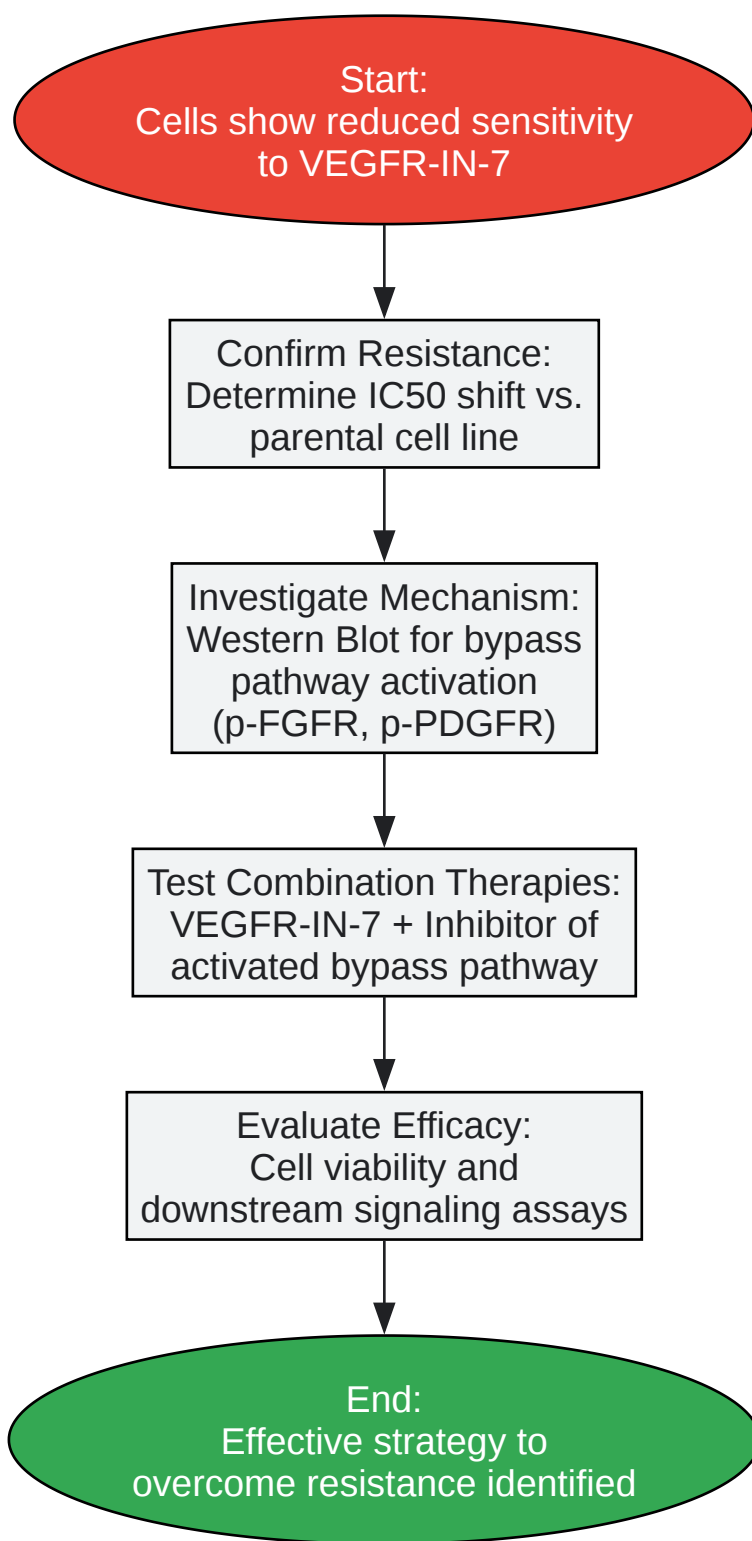 Start:
Cells show reduced sensitivity
to VEGFR-IN-7
Confirm Resistance:
Determine IC50 shift vs.
parental cell line
Investigate Mechanism:
Western Blot for bypass
pathway activation
(p-FGFR, p-PDGFR)
Test Combination Therapies:
VEGFR-IN-7 + Inhibitor of
activated bypass pathway
Evaluate Efficacy:
Cell viability and
downstream signaling assays
End:
Effective strategy to
overcome resistance identified